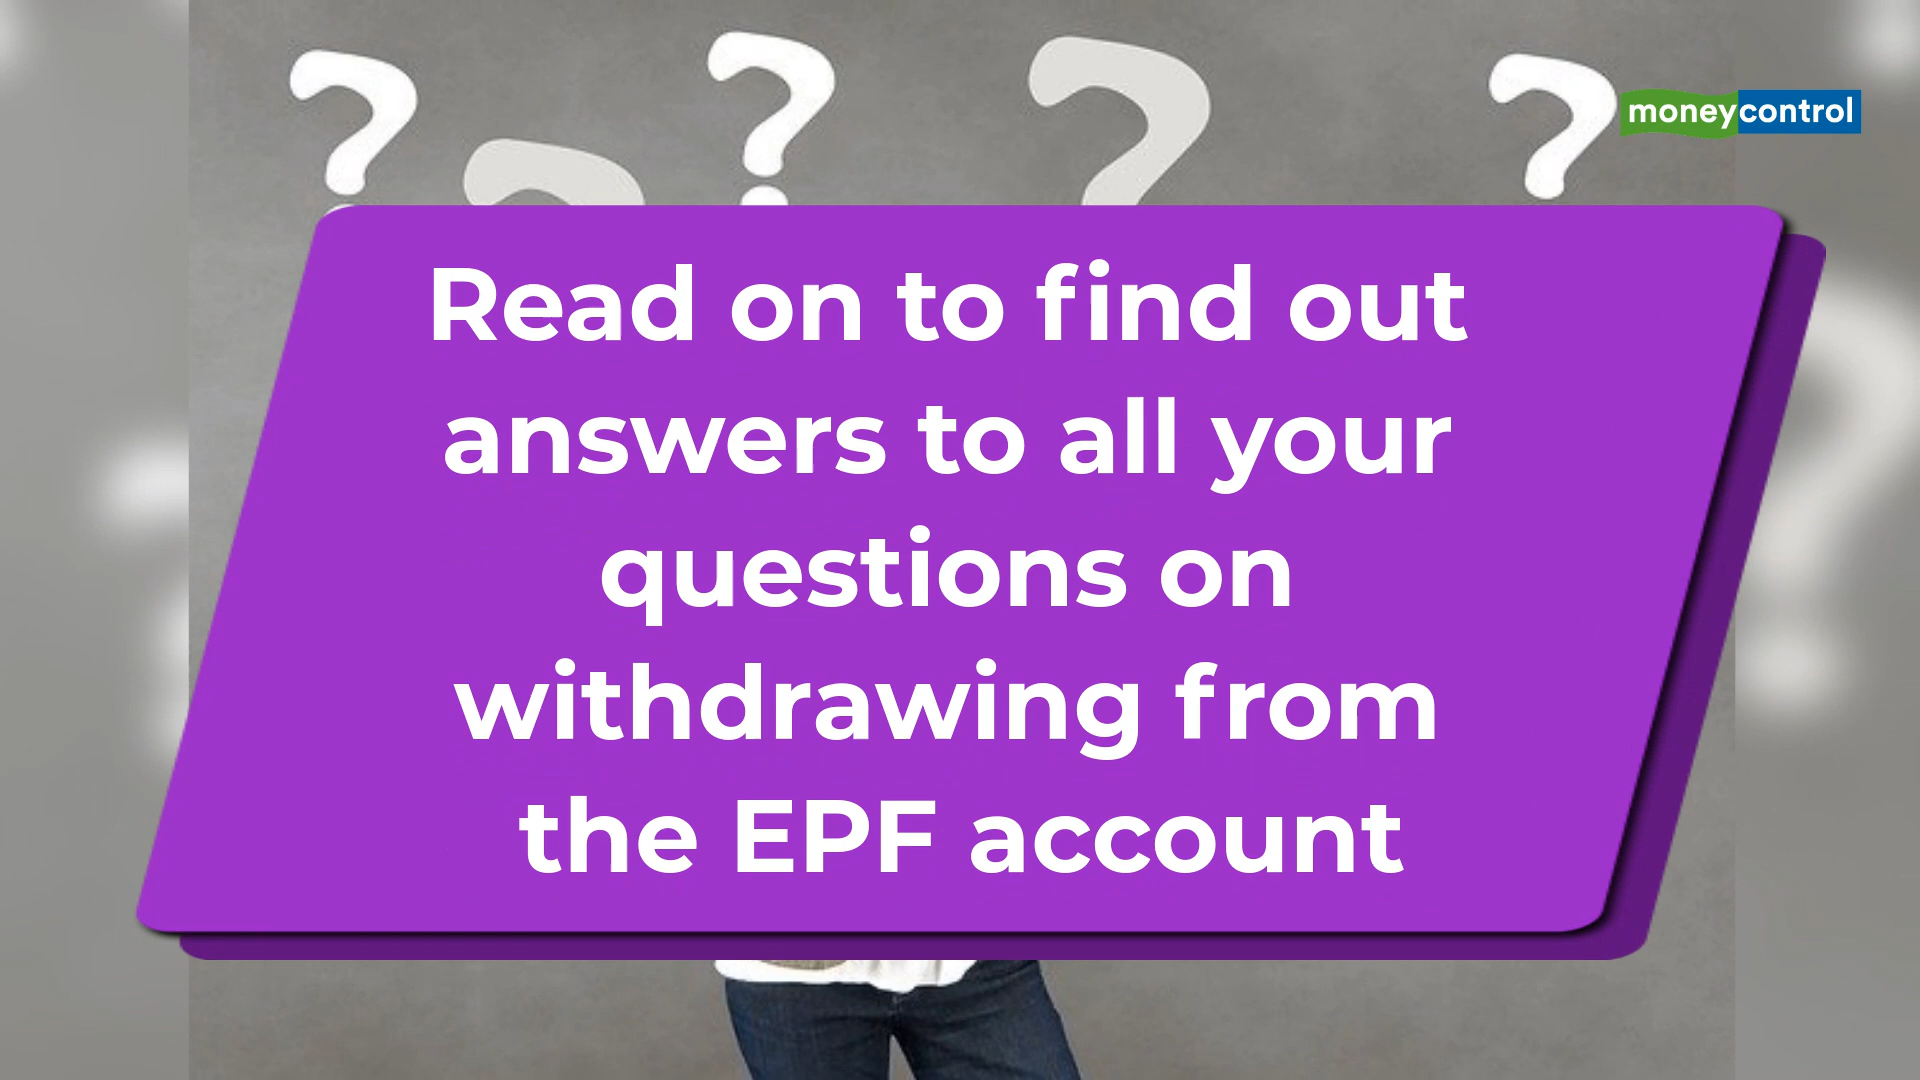 moneycontrol
Read on to find out
answers to all your
questions on
withdrawing from
the EPF account